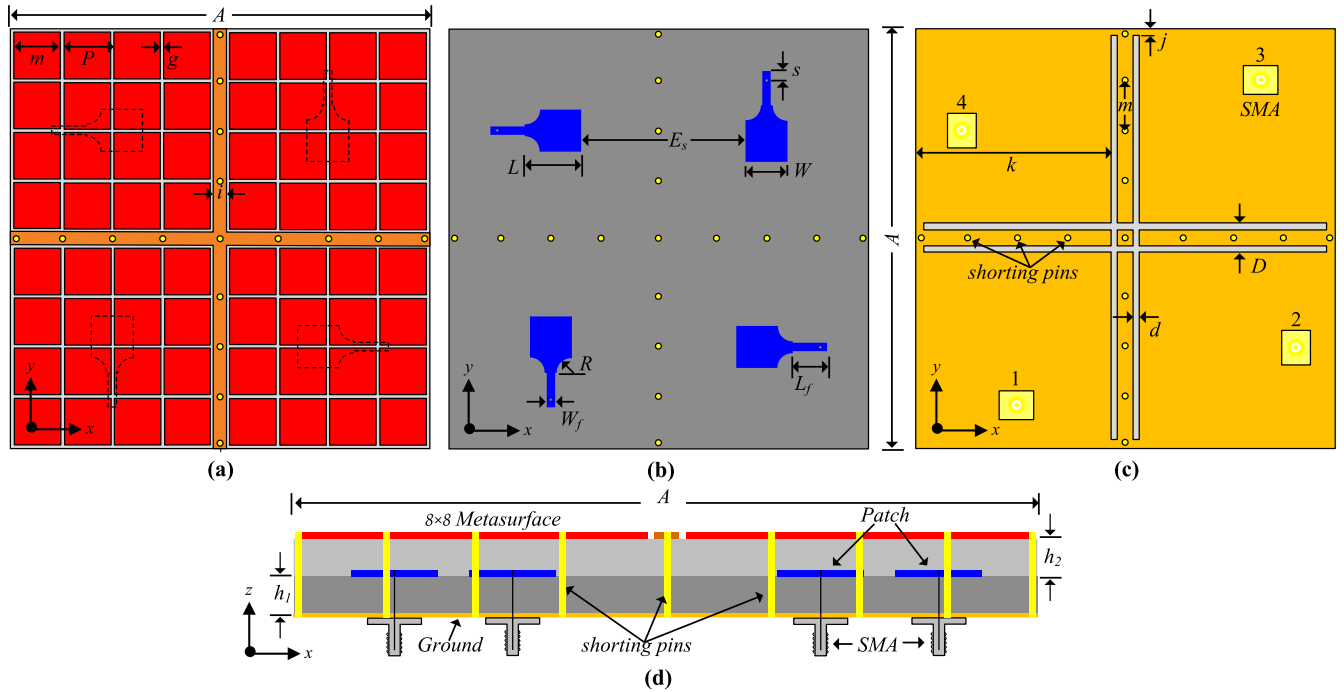 A
m
P
g
i
y
x
(a)
s
E_s
L
W
R
L_f
W_f
y
x
(b)
A
j
3
SMA
4
m
k
shorting pins
D
d
2
1
y
x
(c)
A
8×8 Metasurface
Patch
h_2
h_1
z
x
Ground
shorting pins
SMA
(d)